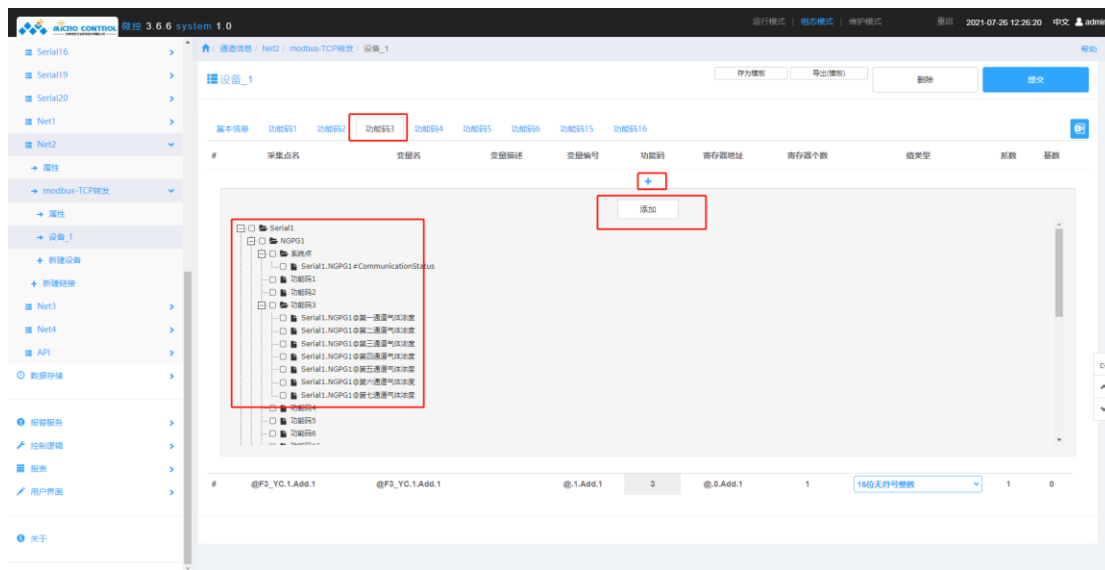 MICRO CONTROL 微控 3.6.6 system 1.0
运行模式 | 组态模式 | 维护模式 重启 2021-07-26 12:26:20 中文 admin
Serial16
Serial19
Serial20
Net1
Net2
属性
modbus-TCP转发
属性
设备_1
新建设备
新建链接
Net3
Net4
API
数据存储
报警服务
控制逻辑
报表
用户界面
关于
/ 通道信息 / Net2 / modbus-TCP转发 / 设备_1
帮助
设备_1
存为模板 导出(模板) 删除 提交
基本信息 功能码1 功能码2 功能码3 功能码4 功能码5 功能码6 功能码15 功能码16
# 采集点名 变量名 变量描述 变量编号 功能码 寄存器地址 寄存器个数 值类型 系数 基数
+
添加
Serial1
NGPG1
系统点
Serial1.NGPG1#CommunicationStatus
功能码1
功能码2
功能码3
Serial1.NGPG1@第一通道气体浓度
Serial1.NGPG1@第二通道气体浓度
Serial1.NGPG1@第三通道气体浓度
Serial1.NGPG1@第四通道气体浓度
Serial1.NGPG1@第五通道气体浓度
Serial1.NGPG1@第六通道气体浓度
Serial1.NGPG1@第七通道气体浓度
功能码4
功能码5
功能码6
# @F3_YC.1.Add.1 @F3_YC.1.Add.1 @.1.Add.1 3 @.0.Add.1 1 16位无符号整数 1 0